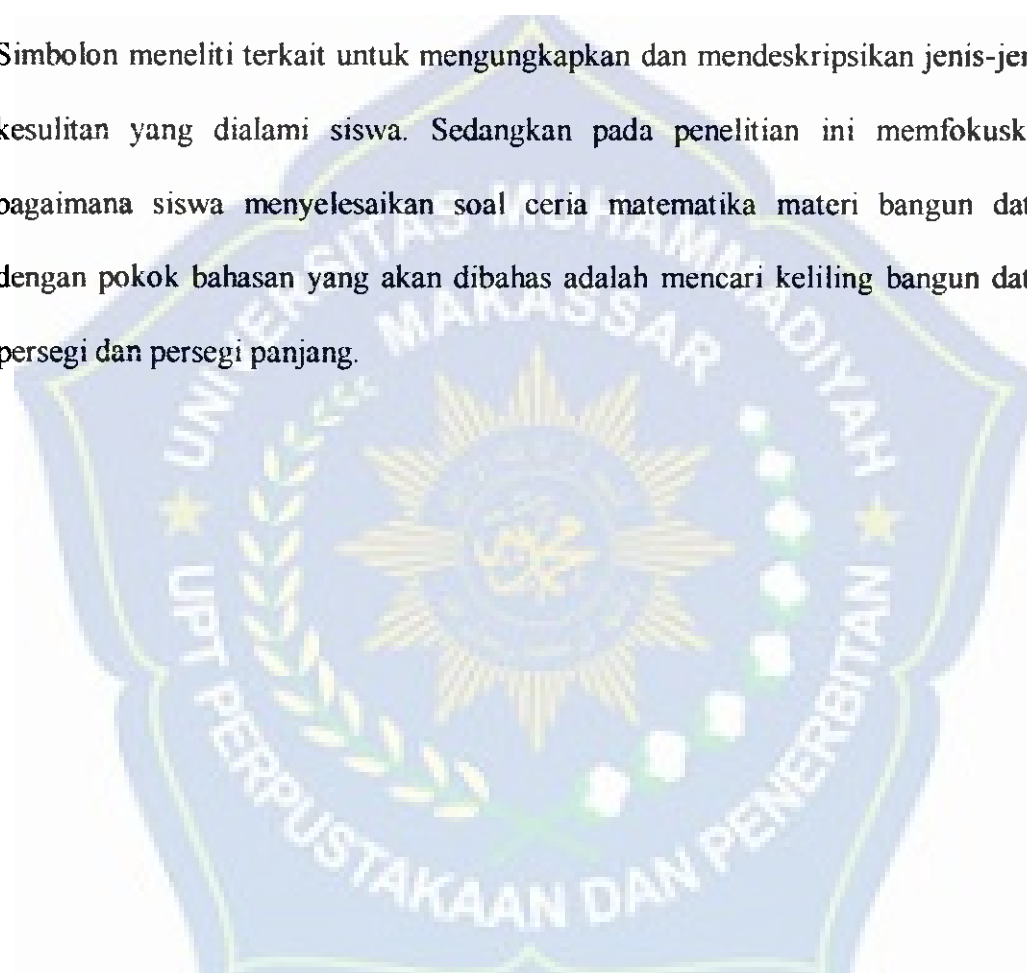 Simbolon meneliti terkait untuk mengungkapkan dan mendeskripsikan jenis-jen
kesulitan yang dialami siswa. Sedangkan pada penelitian ini memfokusk
bagaimana siswa menyelesaikan soal ceria matematika materi bangun dat
dengan pokok bahasan yang akan dibahas adalah mencari keliling bangun dat
persegi dan persegi panjang.
UNIVERSITAS MUHAMMADIYAH
MAKASSAR
UPT PERPUSTAKAAN DAN PENERBITAN